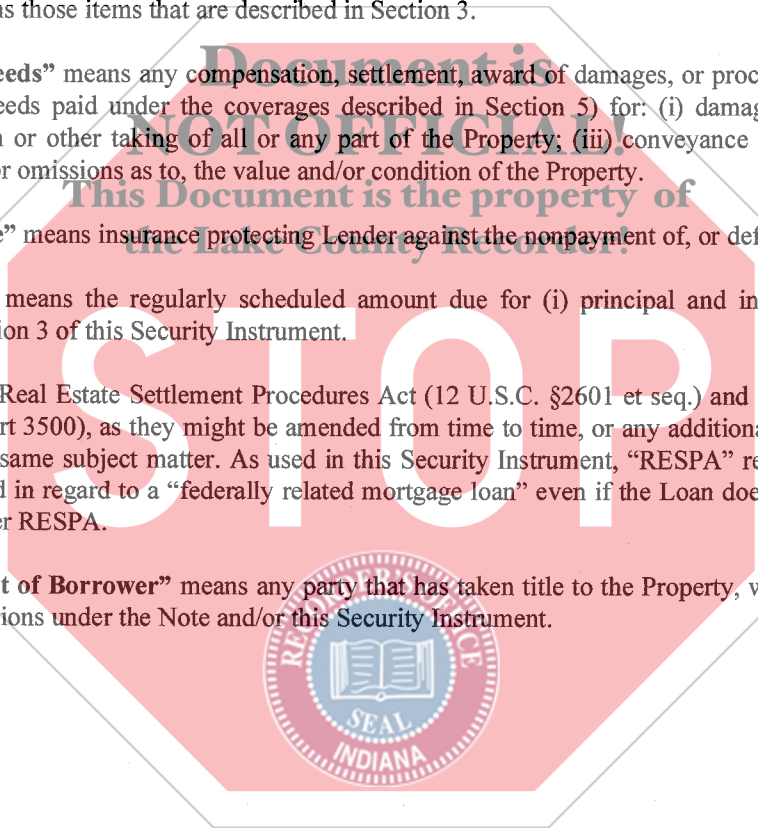 s those items that are described in Section 3.
Document is
eeds” means any compensation, settlement, award of damages, or proc
eeds paid under the coverages described in Section 5) for: (i) damag
NOT OFFICIAL!
n or other taking of all or any part of the Property; (iii) conveyance
r omissions as to, the value and/or condition of the Property.
This Document is the property of
e” means insurance protecting Lender against the nonpayment of, or def
the Lake County Recorder!
means the regularly scheduled amount due for (i) principal and in
ion 3 of this Security Instrument.
STOP
Real Estate Settlement Procedures Act (12 U.S.C. §2601 et seq.) and
rt 3500), as they might be amended from time to time, or any additiona
same subject matter. As used in this Security Instrument, “RESPA” re
d in regard to a “federally related mortgage loan” even if the Loan doe
er RESPA.
t of Borrower” means any party that has taken title to the Property, w
ions under the Note and/or this Security Instrument.
RECORDER'S OFFICE
SEAL
INDIANA